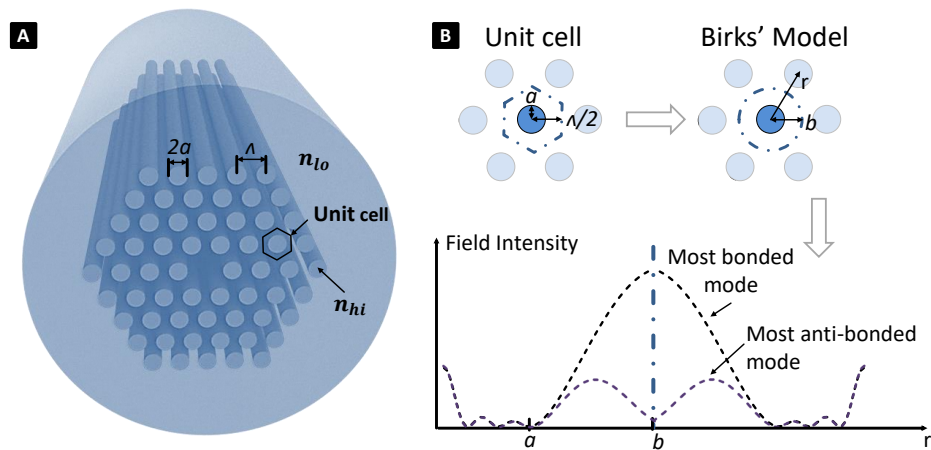 A
2a
Λ
n_lo
Unit cell
n_hi
B
Unit cell
Birks’ Model
a
Λ/2
r
b
Field Intensity
Most bonded
mode
Most anti-bonded
mode
a
b
r